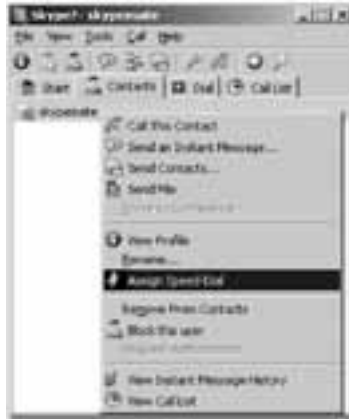 Skype - skypemate
File View Tools Call Help
Start Contacts Dial Call List
skypemate
Call this Contact
Send an Instant Message...
Send Contacts...
Send File
View Profile
Rename...
Assign Speed-Dial
Remove From Contacts
Block this user
View Instant Message History
View Call List